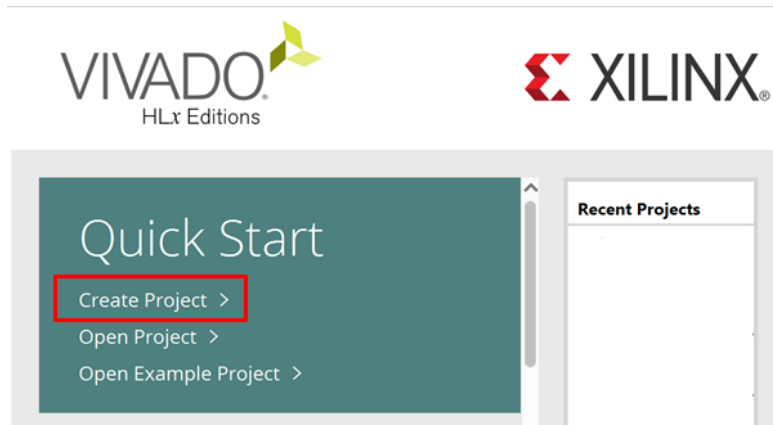 VIVADO.
HLx Editions
XILINX®
Quick Start
Create Project >
Open Project >
Open Example Project >
Recent Projects